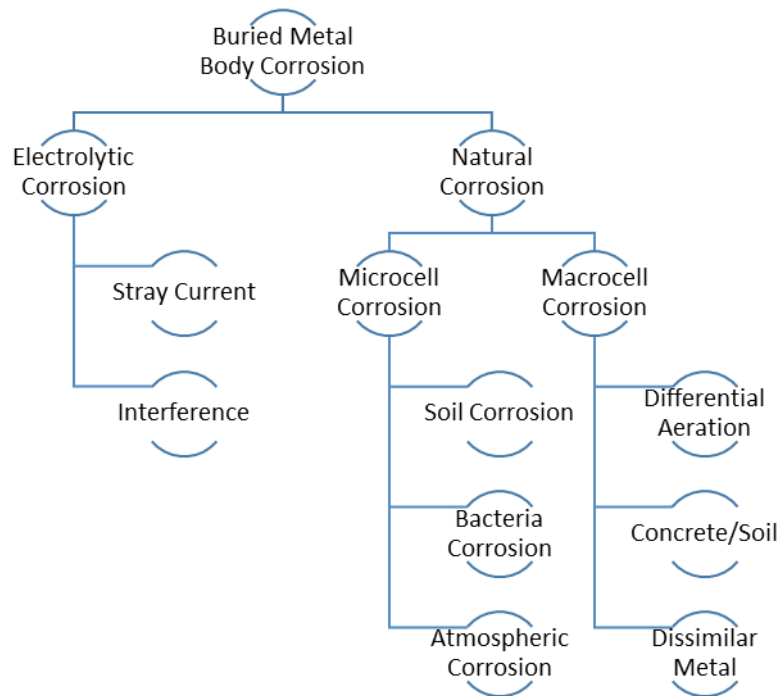 Buried Metal
Body Corrosion
Electrolytic
Corrosion
Natural
Corrosion
Stray Current
Interference
Microcell
Corrosion
Macrocell
Corrosion
Soil Corrosion
Bacteria
Corrosion
Atmospheric
Corrosion
Differential
Aeration
Concrete/Soil
Dissimilar
Metal